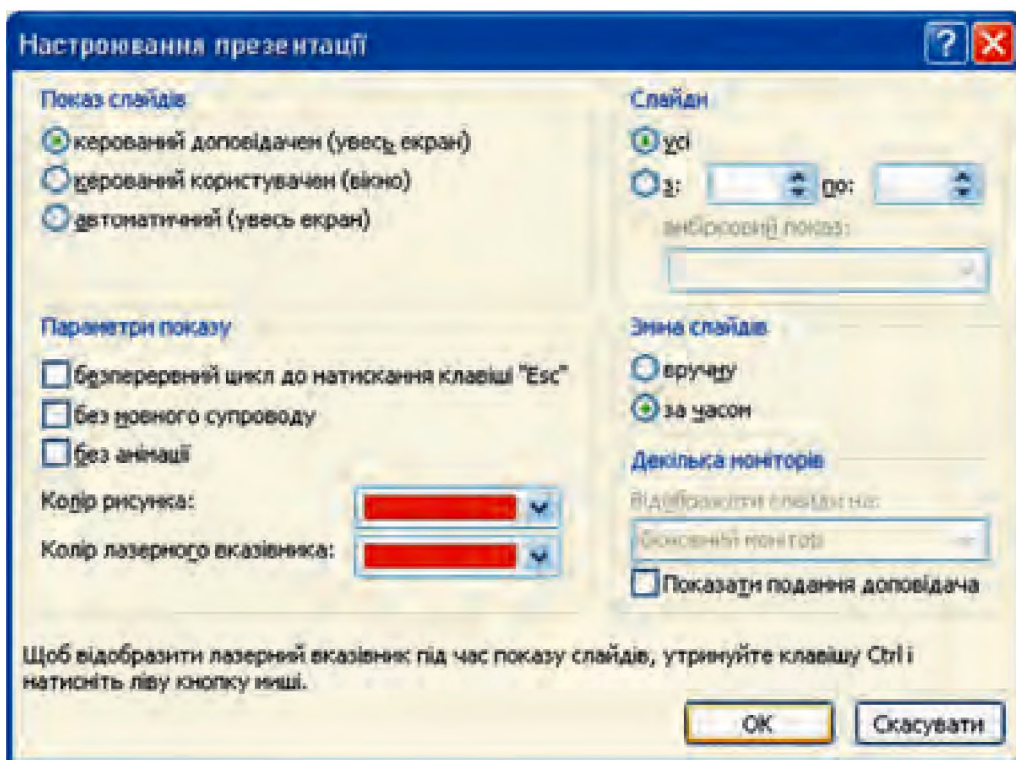 Настроювання презентації
Показ слайдів
керований доповідачем (увесь екран)
керований користувачем (вікно)
автоматичний (увесь екран)
Слайди
усі
з:
по:
вибірковий показ:
Параметри показу
безперервний цикл до натискання клавіші "Esc"
без мовного супроводу
без анімації
Колір рисунка:
Колір лазерного вказівника:
Зміна слайдів
вручну
за часом
Декілька моніторів
Відображати слайди на:
Основний монітор
Показати подання доповідача
Щоб відобразити лазерний вказівник під час показу слайдів, утримуйте клавішу Ctrl і
натисніть ліву кнопку миші.
ОК
Скасувати